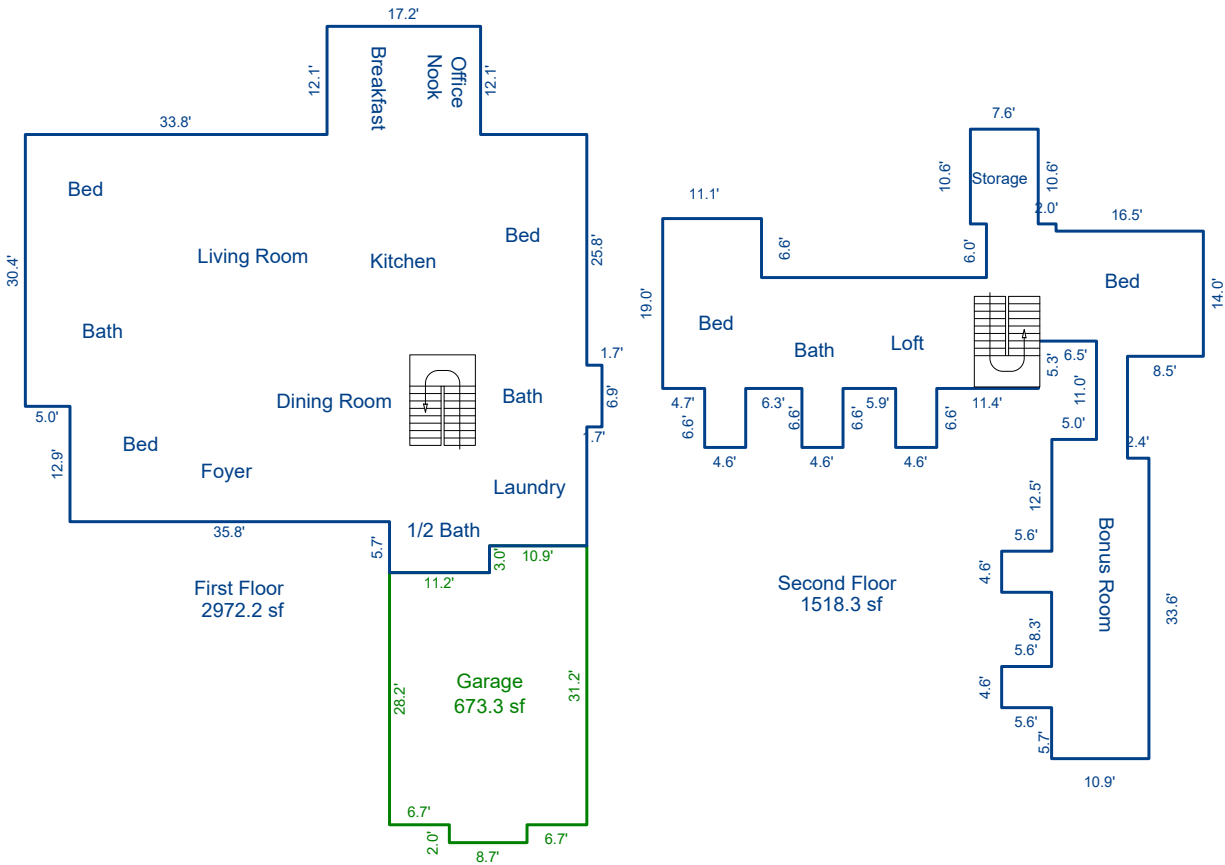 17.2'
12.1'
Breakfast
Office
Nook
12.1'
33.8'
Bed
Living Room
Kitchen
Bed
25.8'
30.4'
Bath
1.7'
6.9'
1.7'
Dining Room
Bath
5.0'
12.9'
Bed
Foyer
Laundry
35.8'
5.7'
1/2 Bath
3.0'
10.9'
11.2'
First Floor
2972.2 sf
Garage
673.3 sf
28.2'
31.2'
6.7'
2.0'
8.7'
6.7'
7.6'
10.6'
Storage
10.6'
2.0'
16.5'
11.1'
6.6'
6.0'
Bed
14.0'
19.0'
Bed
Bath
Loft
5.3'
6.5'
8.5'
4.7'
6.6'
4.6'
6.3'
6.6'
4.6'
6.6'
5.9'
4.6'
6.6'
11.4'
11.0'
5.0'
2.4'
12.5'
5.6'
4.6'
Bonus Room
33.6'
8.3'
5.6'
4.6'
5.6'
5.7'
10.9'
Second Floor
1518.3 sf